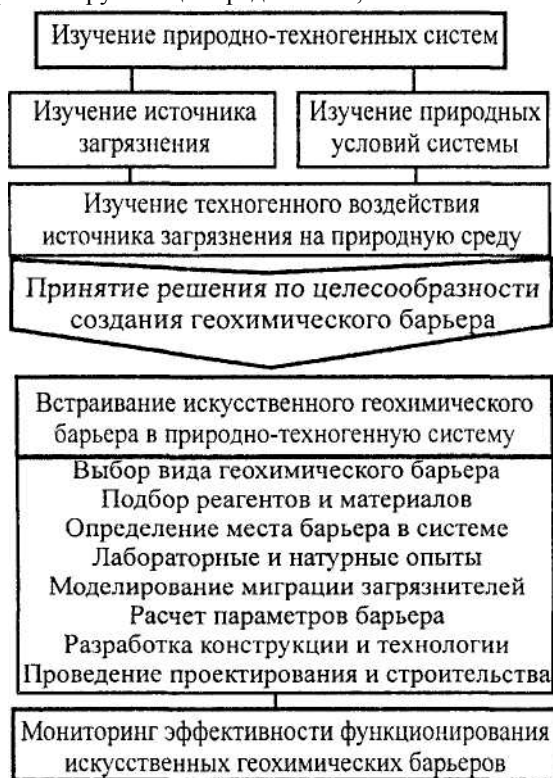 Изучение природно-техногенных систем
Изучение источника
загрязнения
Изучение природных
условий системы
Изучение техногенного воздействия
источника загрязнения на природную среду
Принятие решения по целесообразности
создания геохимического барьера
Встраивание искусственного геохимического
барьера в природно-техногенную систему
Выбор вида геохимического барьера
Подбор реагентов и материалов
Определение места барьера в системе
Лабораторные и натурные опыты
Моделирование миграции загрязнителей
Расчет параметров барьера
Разработка конструкции и технологии
Проведение проектирования и строительства
Мониторинг эффективности функционирования
искусственных геохимических барьеров